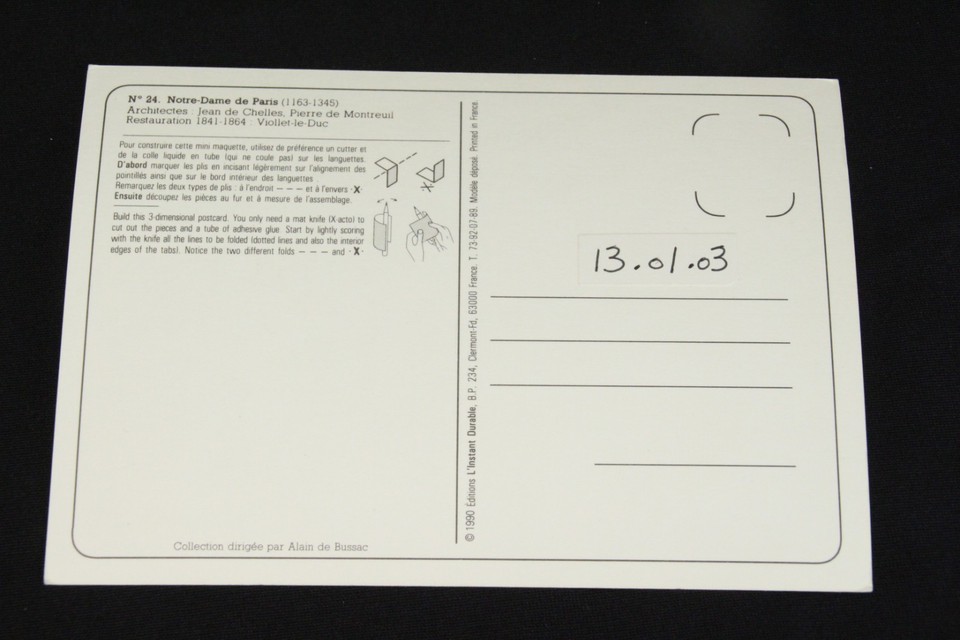 N° 24. Notre-Dame de Paris (1163-1345)
Architectes : Jean de Chelles, Pierre de Montreuil
Restauration 1841-1864 : Viollet-le-Duc
Pour construire cette mini maquette, utilisez de préférence un cutter et
de la colle liquide en tube (qui ne coule pas) sur les languettes.
D'abord marquer les plis en incisant légèrement sur l'alignement des
pointillés ainsi que sur le bord intérieur des languettes.
Remarquez les deux types de plis : à l'endroit – – – et à l'envers ·X·
Ensuite découpez les pièces au fur et à mesure de l'assemblage.
Build this 3-dimensional postcard. You only need a mat knife (X-acto) to
cut out the pieces and a tube of adhesive glue. Start by lightly scoring
with the knife all the lines to be folded (dotted lines and also the interior
edges of the tabs). Notice the two different folds – – – and ·X·
Collection dirigée par Alain de Bussac
© 1990 Editions L'Instant Durable, B.P. 234, Clermont-Fd, 63000 France. T. 73-92-07-89. Modèle déposé. Printed in France.
13.01.03